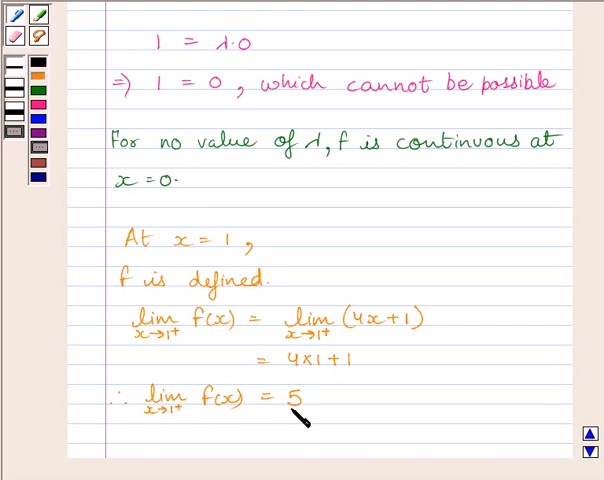 1 = λ.0
⇒ 1 = 0, which cannot be possible
For no value of λ, f is continuous at
x = 0.
At x = 1,
f is defined.
lim x→1⁺ f(x) = lim x→1⁺ (4x+1)
= 4×1+1
∴ lim x→1⁺ f(x) = 5